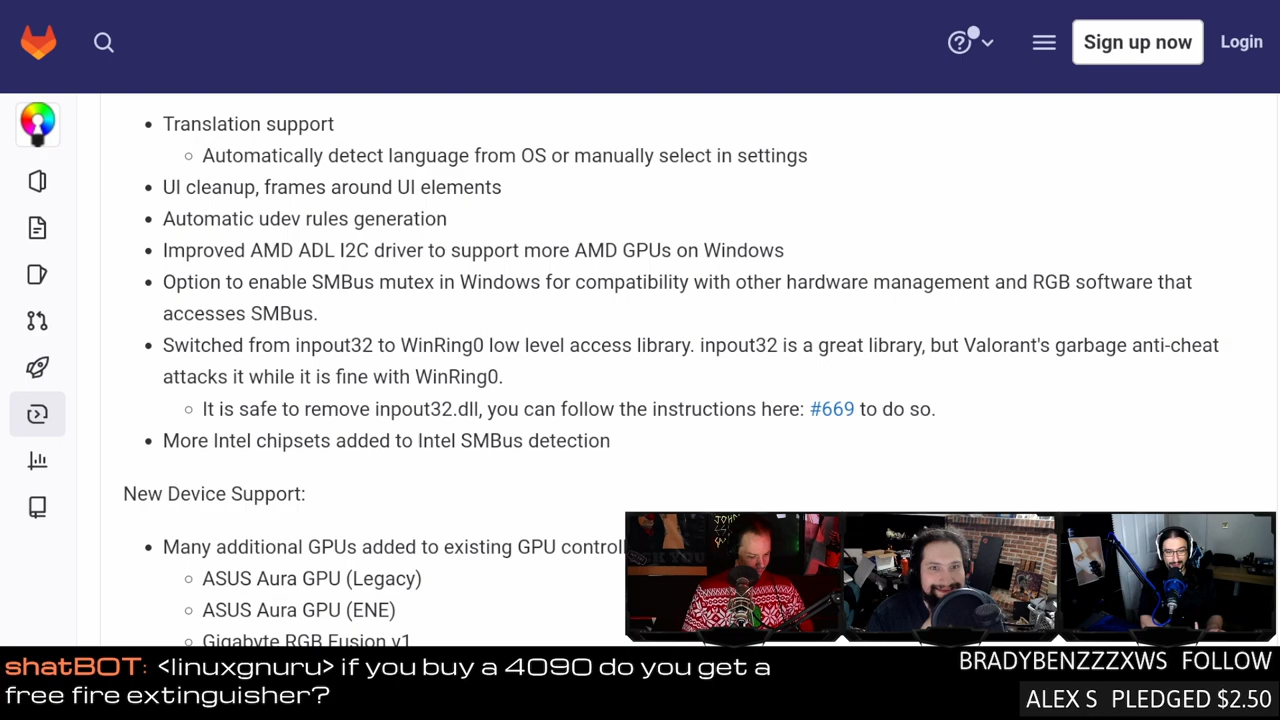 Sign up now
Login
Translation support
Automatically detect language from OS or manually select in settings
UI cleanup, frames around UI elements
Automatic udev rules generation
Improved AMD ADL I2C driver to support more AMD GPUs on Windows
Option to enable SMBus mutex in Windows for compatibility with other hardware management and RGB software that
accesses SMBus.
Switched from inpout32 to WinRing0 low level access library. inpout32 is a great library, but Valorant's garbage anti-cheat
attacks it while it is fine with WinRing0.
It is safe to remove inpout32.dll, you can follow the instructions here: #669 to do so.
More Intel chipsets added to Intel SMBus detection
New Device Support:
Many additional GPUs added to existing GPU controll
ASUS Aura GPU (Legacy)
ASUS Aura GPU (ENE)
Gigabyte RGB Fusion v1
shatBOT: <linuxgnuru> if you buy a 4090 do you get a
free fire extinguisher?
BRADYBENZZZXWS FOLLOW
ALEX S PLEDGED $2.50